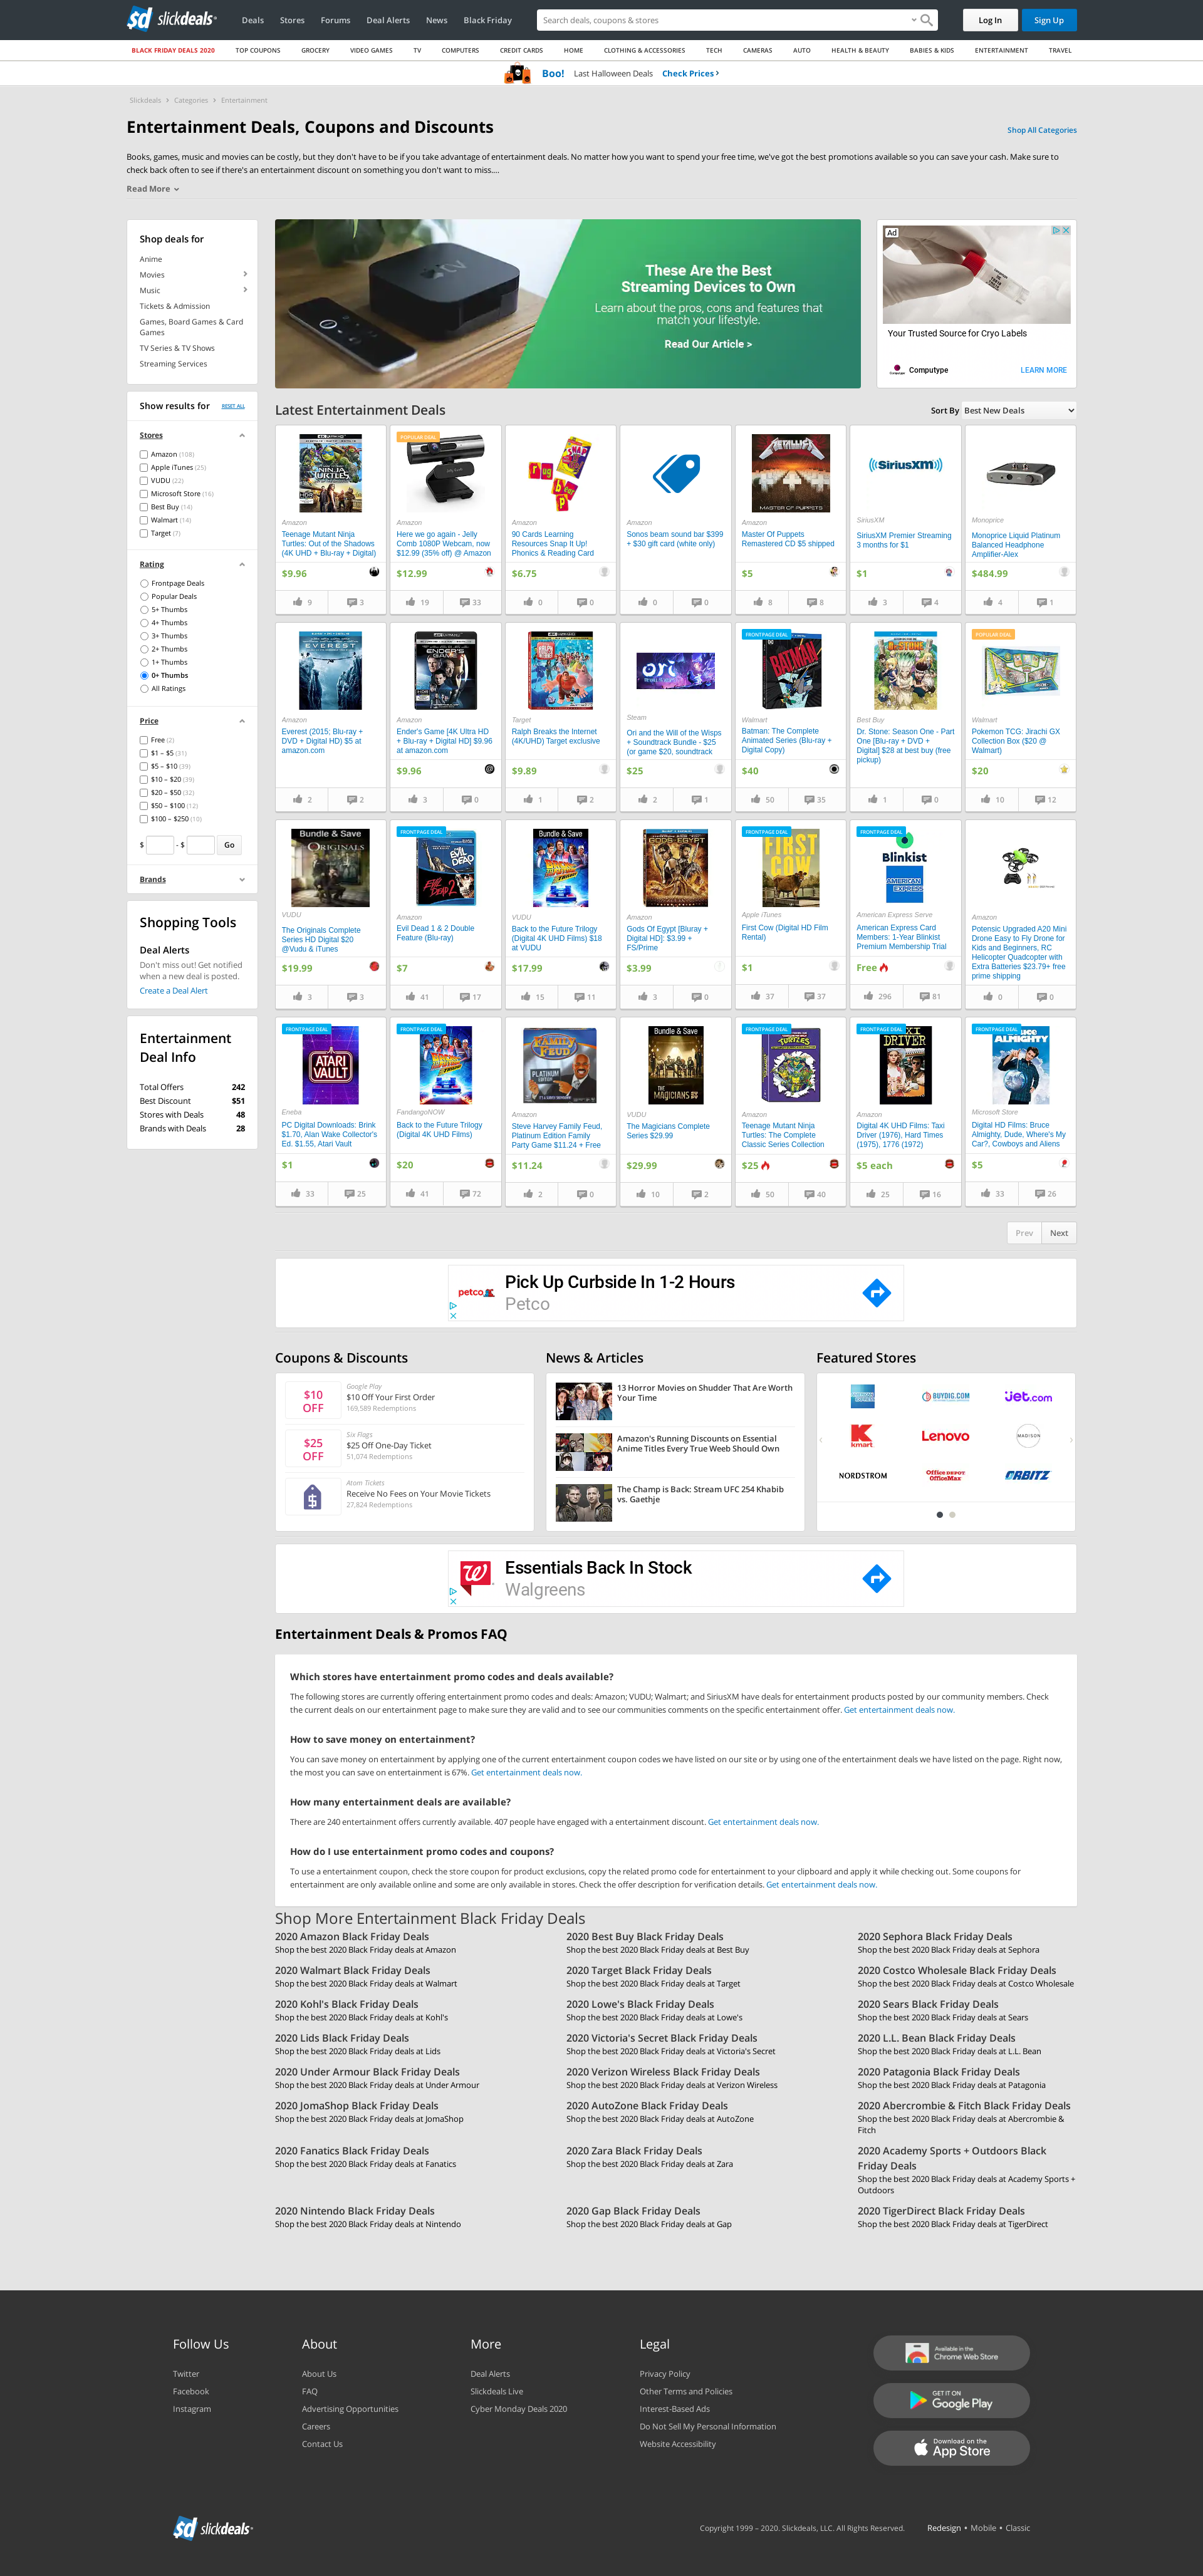 slickdeals
Deals
Stores
Forums
Deal Alerts
News
Black Friday
Search deals, coupons & stores
Log In
Sign Up
BLACK FRIDAY DEALS 2020
TOP COUPONS
GROCERY
VIDEO GAMES
TV
COMPUTERS
CREDIT CARDS
HOME
CLOTHING & ACCESSORIES
TECH
CAMERAS
AUTO
HEALTH & BEAUTY
BABIES & KIDS
ENTERTAINMENT
TRAVEL
Boo! Last Halloween Deals Check Prices
Slickdeals > Categories > Entertainment
Entertainment Deals, Coupons and Discounts
Shop All Categories
Books, games, music and movies can be costly, but they don't have to be if you take advantage of entertainment deals. No matter how you want to spend your free time, we've got the best promotions available so you can save your cash. Make sure to
check back often to see if there's an entertainment discount on something you don't want to miss....
Read More
Shop deals for
Anime
Movies
Music
Tickets & Admission
Games, Board Games & Card
Games
TV Series & TV Shows
Streaming Services
These Are the Best
Streaming Devices to Own
Learn about the pros, cons and features that
match your lifestyle.
Read Our Article >
Ad
Your Trusted Source for Cryo Labels
Computype
LEARN MORE
Show results for
RESET ALL
Stores
Amazon (108)
Apple iTunes (25)
VUDU (22)
Microsoft Store (16)
Best Buy (14)
Walmart (14)
Target (7)
Rating
Frontpage Deals
Popular Deals
5+ Thumbs
4+ Thumbs
3+ Thumbs
2+ Thumbs
1+ Thumbs
0+ Thumbs
All Ratings
Price
Free (2)
$1 – $5 (31)
$5 – $10 (39)
$10 – $20 (39)
$20 – $50 (32)
$50 – $100 (12)
$100 – $250 (10)
$ - $ Go
Brands
Shopping Tools
Deal Alerts
Don't miss out! Get notified
when a new deal is posted.
Create a Deal Alert
Entertainment
Deal Info
Total Offers 242
Best Discount $51
Stores with Deals 48
Brands with Deals 28
Latest Entertainment Deals
Sort By Best New Deals
Amazon
Teenage Mutant Ninja
Turtles: Out of the Shadows
(4K UHD + Blu-ray + Digital)
$9.96
9
3
POPULAR DEAL
Amazon
Here we go again - Jelly
Comb 1080P Webcam, now
$12.99 (35% off) @ Amazon
$12.99
19
33
Amazon
90 Cards Learning
Resources Snap It Up!
Phonics & Reading Card
$6.75
0
0
Amazon
Sonos beam sound bar $399
+ $30 gift card (white only)
0
0
METALLICA
MASTER OF PUPPETS
Amazon
Master Of Puppets
Remastered CD $5 shipped
$5
8
8
SiriusXM
SiriusXM
SiriusXM Premier Streaming
3 months for $1
$1
3
4
Monoprice
Monoprice Liquid Platinum
Balanced Headphone
Amplifier-Alex
$484.99
4
1
EVEREST
Amazon
Everest (2015; Blu-ray +
DVD + Digital HD) $5 at
amazon.com
2
2
ENDER'S GAME
Amazon
Ender's Game [4K Ultra HD
+ Blu-ray + Digital HD] $9.96
at amazon.com
$9.96
3
0
Target
Ralph Breaks the Internet
(4K/UHD) Target exclusive
$9.89
1
2
ori
Steam
Ori and the Will of the Wisps
+ Soundtrack Bundle - $25
(or game $20, soundtrack
$25
2
1
FRONTPAGE DEAL
BATMAN
Walmart
Batman: The Complete
Animated Series (Blu-ray +
Digital Copy)
$40
50
35
Dr.STONE
Best Buy
Dr. Stone: Season One - Part
One [Blu-ray + DVD +
Digital] $28 at best buy (free
pickup)
1
0
POPULAR DEAL
Walmart
Pokemon TCG: Jirachi GX
Collection Box ($20 @
Walmart)
$20
10
12
Bundle & Save
ORIGINALS
VUDU
The Originals Complete
Series HD Digital $20
@Vudu & iTunes
$19.99
3
3
FRONTPAGE DEAL
EVIL DEAD
EVIL DEAD 2
Amazon
Evil Dead 1 & 2 Double
Feature (Blu-ray)
$7
41
17
Bundle & Save
VUDU
Back to the Future Trilogy
(Digital 4K UHD Films) $18
at VUDU
$17.99
15
11
GODS OF EGYPT
Amazon
Gods Of Egypt [Bluray +
Digital HD]: $3.99 +
FS/Prime
$3.99
3
0
FRONTPAGE DEAL
FIRST COW
Apple iTunes
First Cow (Digital HD Film
Rental)
$1
37
37
FRONTPAGE DEAL
Blinkist
AMERICAN EXPRESS
American Express Serve
American Express Card
Members: 1-Year Blinkist
Premium Membership Trial
Free
296
81
Amazon
Potensic Upgraded A20 Mini
Drone Easy to Fly Drone for
Kids and Beginners, RC
Helicopter Quadcopter with
Extra Batteries $23.79+ free
prime shipping
0
0
FRONTPAGE DEAL
ATARI VAULT
Eneba
PC Digital Downloads: Brink
$1.70, Alan Wake Collector's
Ed. $1.55, Atari Vault
$1
33
25
FRONTPAGE DEAL
FandangoNOW
Back to the Future Trilogy
(Digital 4K UHD Films)
$20
41
72
FAMILY FEUD
PLATINUM EDITION
Amazon
Steve Harvey Family Feud,
Platinum Edition Family
Party Game $11.24 + Free
$11.24
2
0
Bundle & Save
THE MAGICIANS
VUDU
The Magicians Complete
Series $29.99
$29.99
10
2
FRONTPAGE DEAL
TURTLES
Amazon
Teenage Mutant Ninja
Turtles: The Complete
Classic Series Collection
$25
50
40
FRONTPAGE DEAL
TAXI DRIVER
Amazon
Digital 4K UHD Films: Taxi
Driver (1976), Hard Times
(1975), 1776 (1972)
$5 each
25
16
FRONTPAGE DEAL
Bruce ALMIGHTY
Microsoft Store
Digital HD Films: Bruce
Almighty, Dude, Where's My
Car?, Cowboys and Aliens
$5
33
26
Prev
Next
petco
Pick Up Curbside In 1-2 Hours
Petco
Coupons & Discounts
$10 OFF
Google Play
$10 Off Your First Order
169,589 Redemptions
$25 OFF
Six Flags
$25 Off One-Day Ticket
51,074 Redemptions
Atom Tickets
Receive No Fees on Your Movie Tickets
27,824 Redemptions
News & Articles
13 Horror Movies on Shudder That Are Worth
Your Time
Amazon's Running Discounts on Essential
Anime Titles Every True Weeb Should Own
The Champ is Back: Stream UFC 254 Khabib
vs. Gaethje
Featured Stores
AMERICAN EXPRESS
BUYDIG.COM
jet.com
kmart
Lenovo
MADISON
NORDSTROM
Office DEPOT OfficeMax
ORBITZ
Essentials Back In Stock
Walgreens
Entertainment Deals & Promos FAQ
Which stores have entertainment promo codes and deals available?
The following stores are currently offering entertainment promo codes and deals: Amazon; VUDU; Walmart; and SiriusXM have deals for entertainment products posted by our community members. Check
the current deals on our entertainment page to make sure they are valid and to see our communities comments on the specific entertainment offer. Get entertainment deals now.
How to save money on entertainment?
You can save money on entertainment by applying one of the current entertainment coupon codes we have listed on our site or by using one of the entertainment deals we have listed on the page. Right now,
the most you can save on entertainment is 67%. Get entertainment deals now.
How many entertainment deals are available?
There are 240 entertainment offers currently available. 407 people have engaged with a entertainment discount. Get entertainment deals now.
How do I use entertainment promo codes and coupons?
To use a entertainment coupon, check the store coupon for product exclusions, copy the related promo code for entertainment to your clipboard and apply it while checking out. Some coupons for
entertainment are only available online and some are only available in stores. Check the offer description for verification details. Get entertainment deals now.
Shop More Entertainment Black Friday Deals
2020 Amazon Black Friday Deals
Shop the best 2020 Black Friday deals at Amazon
2020 Best Buy Black Friday Deals
Shop the best 2020 Black Friday deals at Best Buy
2020 Sephora Black Friday Deals
Shop the best 2020 Black Friday deals at Sephora
2020 Walmart Black Friday Deals
Shop the best 2020 Black Friday deals at Walmart
2020 Target Black Friday Deals
Shop the best 2020 Black Friday deals at Target
2020 Costco Wholesale Black Friday Deals
Shop the best 2020 Black Friday deals at Costco Wholesale
2020 Kohl's Black Friday Deals
Shop the best 2020 Black Friday deals at Kohl's
2020 Lowe's Black Friday Deals
Shop the best 2020 Black Friday deals at Lowe's
2020 Sears Black Friday Deals
Shop the best 2020 Black Friday deals at Sears
2020 Lids Black Friday Deals
Shop the best 2020 Black Friday deals at Lids
2020 Victoria's Secret Black Friday Deals
Shop the best 2020 Black Friday deals at Victoria's Secret
2020 L.L. Bean Black Friday Deals
Shop the best 2020 Black Friday deals at L.L. Bean
2020 Under Armour Black Friday Deals
Shop the best 2020 Black Friday deals at Under Armour
2020 Verizon Wireless Black Friday Deals
Shop the best 2020 Black Friday deals at Verizon Wireless
2020 Patagonia Black Friday Deals
Shop the best 2020 Black Friday deals at Patagonia
2020 JomaShop Black Friday Deals
Shop the best 2020 Black Friday deals at JomaShop
2020 AutoZone Black Friday Deals
Shop the best 2020 Black Friday deals at AutoZone
2020 Abercrombie & Fitch Black Friday Deals
Shop the best 2020 Black Friday deals at Abercrombie &
Fitch
2020 Fanatics Black Friday Deals
Shop the best 2020 Black Friday deals at Fanatics
2020 Zara Black Friday Deals
Shop the best 2020 Black Friday deals at Zara
2020 Academy Sports + Outdoors Black
Friday Deals
Shop the best 2020 Black Friday deals at Academy Sports +
Outdoors
2020 Nintendo Black Friday Deals
Shop the best 2020 Black Friday deals at Nintendo
2020 Gap Black Friday Deals
Shop the best 2020 Black Friday deals at Gap
2020 TigerDirect Black Friday Deals
Shop the best 2020 Black Friday deals at TigerDirect
Follow Us
Twitter
Facebook
Instagram
About
About Us
FAQ
Advertising Opportunities
Careers
Contact Us
More
Deal Alerts
Slickdeals Live
Cyber Monday Deals 2020
Legal
Privacy Policy
Other Terms and Policies
Interest-Based Ads
Do Not Sell My Personal Information
Website Accessibility
Available in the
Chrome Web Store
GET IT ON
Google Play
Download on the
App Store
slickdeals
Copyright 1999 – 2020. Slickdeals, LLC. All Rights Reserved.
Redesign • Mobile • Classic